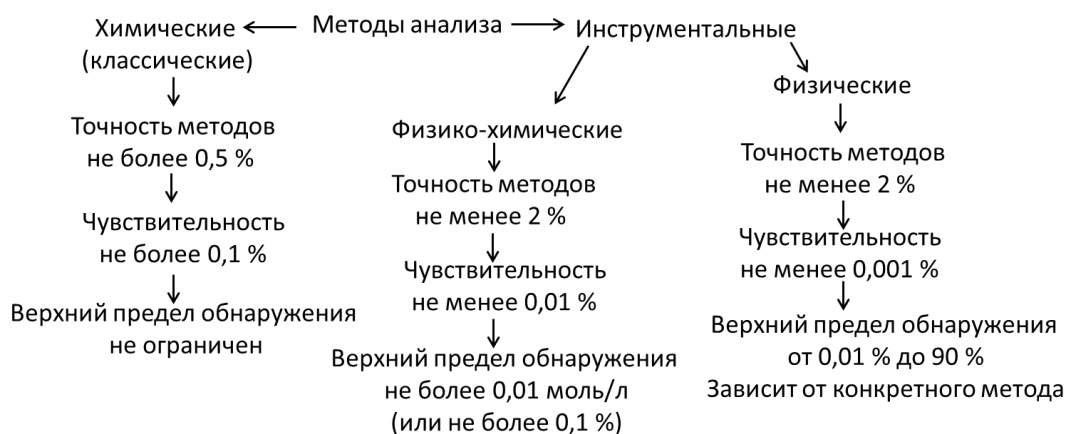 Методы анализа
Химические
(классические)
Точность методов
не более 0,5 %
Чувствительность
не более 0,1 %
Верхний предел обнаружения
не ограничен
Инструментальные
Физико-химические
Точность методов
не менее 2 %
Чувствительность
не менее 0,01 %
Верхний предел обнаружения
не более 0,01 моль/л
(или не более 0,1 %)
Физические
Точность методов
не менее 2 %
Чувствительность
не менее 0,001 %
Верхний предел обнаружения
от 0,01 % до 90 %
Зависит от конкретного метода